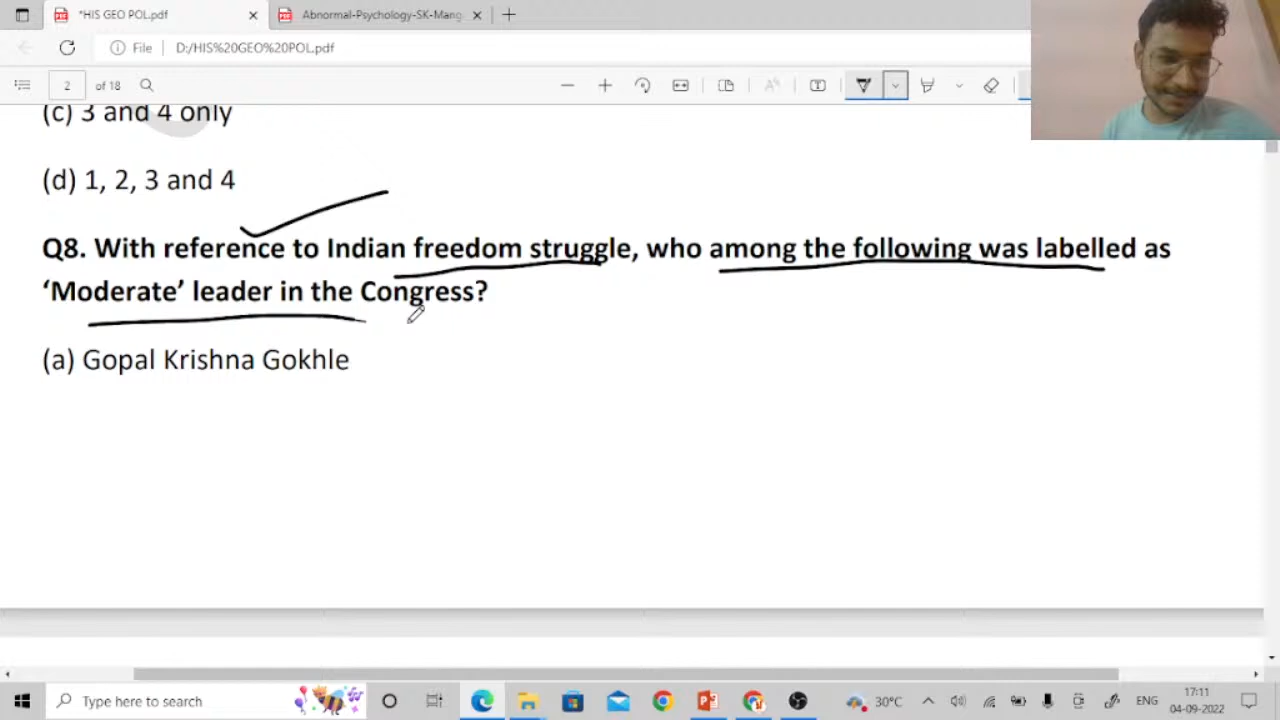 *HIS GEO POL.pdf
Abnormal-Psychology-SK-Mang
File D:/HIS%20GEO%20POL.pdf
2 of 18
(c) 3 and 4 only
(d) 1, 2, 3 and 4
Q8. With reference to Indian freedom struggle, who among the following was labelled as
‘Moderate’ leader in the Congress?
(a) Gopal Krishna Gokhle
Type here to search
30°C
ENG
17:11
04-09-2022